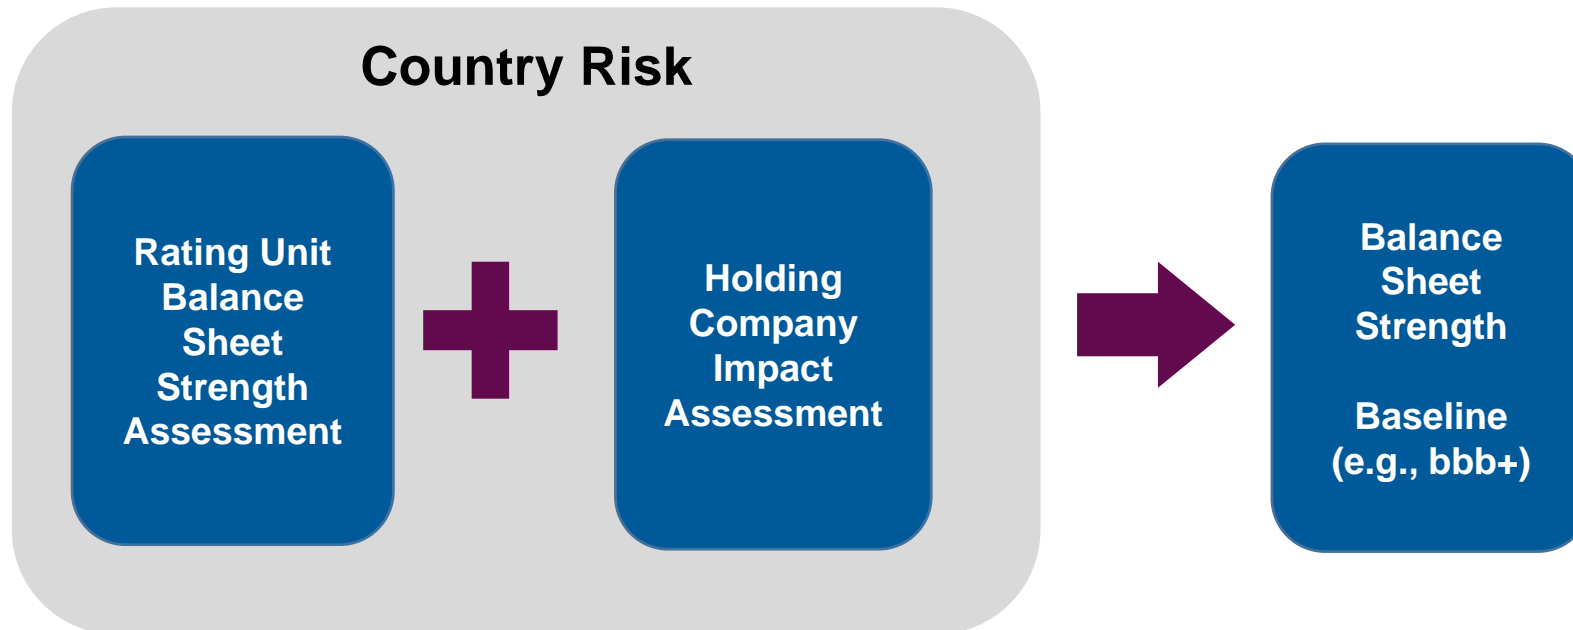 Country Risk
Rating Unit
Balance
Sheet
Strength
Assessment
Holding
Company
Impact
Assessment
Balance
Sheet
Strength
Baseline
(e.g., bbb+)